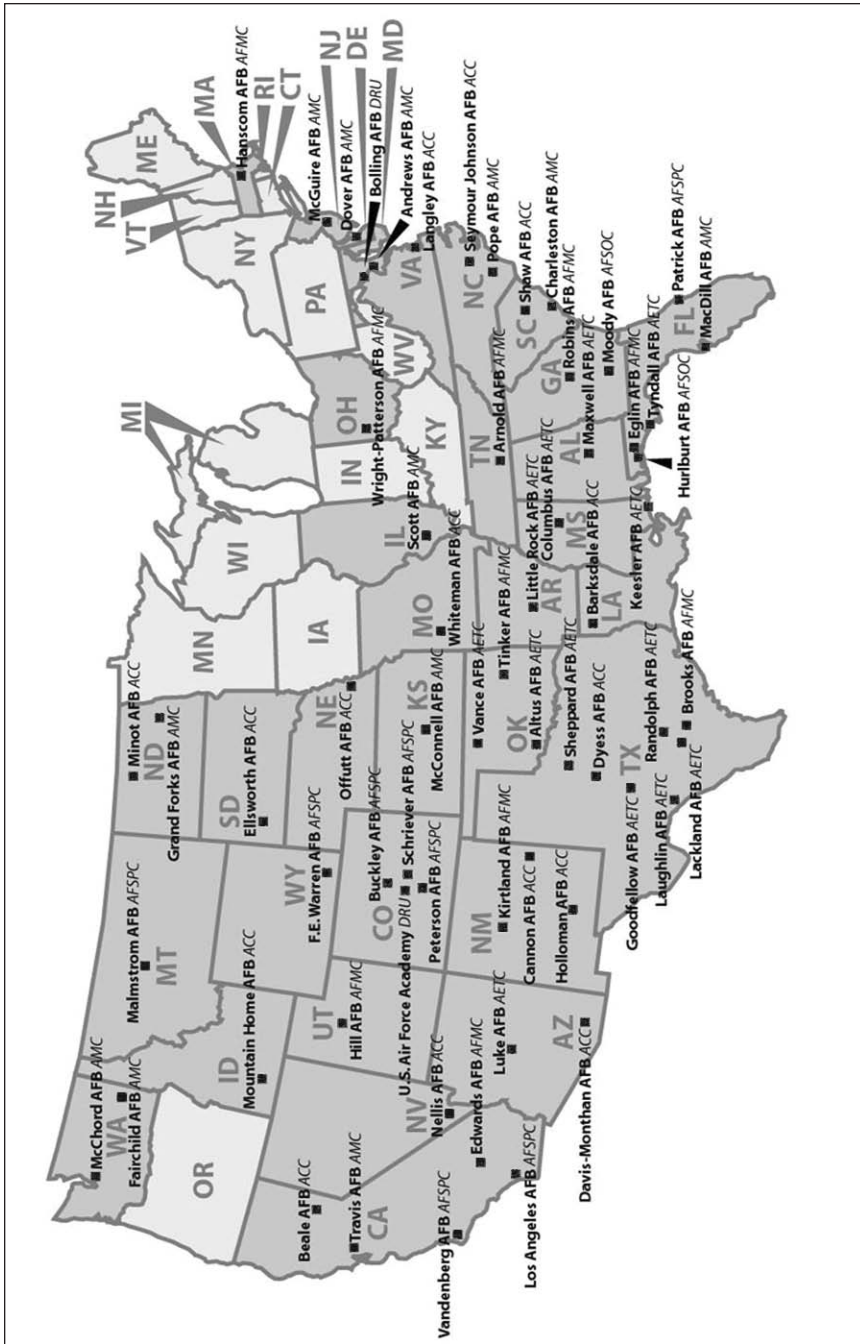 McChord AFB AMC
WA
Fairchild AFB AMC
OR
ID
Mountain Home AFB ACC
Malmstrom AFB AFSPC
MT
Minot AFB ACC
ND
Grand Forks AFB AMC
SD
Ellsworth AFB ACC
WY
F.E. Warren AFB AFSPC
NE
Offutt AFB ACC
MN
WI
MI
IA
Beale AFB ACC
Travis AFB AMC
CA
Vandenberg AFB AFSPC
Los Angeles AFB AFSPC
Edwards AFB AFMC
NV
Nellis AFB ACC
UT
Hill AFB AFMC
U.S. Air Force Academy DRU
CO
Buckley AFB AFSPC
Schriever AFB AFSPC
Peterson AFB AFSPC
KS
McConnell AFB AMC
MO
Whiteman AFB ACC
IL
Scott AFB AMC
IN
OH
Wright-Patterson AFB AFMC
KY
WV
PA
NY
VT
NH
ME
MA
Hanscom AFB AFMC
RI
CT
NJ
DE
MD
McGuire AFB AMC
Dover AFB AMC
Bolling AFB DRU
Andrews AFB AMC
Langley AFB ACC
VA
NC
Seymour Johnson AFB ACC
Pope AFB AMC
SC
Shaw AFB ACC
Charleston AFB AMC
GA
Robins AFB AFMC
Moody AFB AFSOC
TN
Arnold AFB AFMC
AL
Maxwell AFB AETC
MS
Columbus AFB AETC
Little Rock AFB AETC
AR
LA
Barksdale AFB ACC
Keesler AFB AETC
Hurlburt AFB AFSOC
Eglin AFB AFMC
Tyndall AFB AETC
FL
Patrick AFB AFSPC
MacDill AFB AMC
AZ
Luke AFB AETC
Davis-Monthan AFB ACC
NM
Kirtland AFB AFMC
Cannon AFB ACC
Holloman AFB ACC
OK
Vance AFB AETC
Tinker AFB AFMC
Altus AFB AETC
Sheppard AFB AETC
Dyess AFB ACC
TX
Goodfellow AFB AETC
Laughlin AFB AETC
Lackland AFB AETC
Randolph AFB AETC
Brooks AFB AFMC